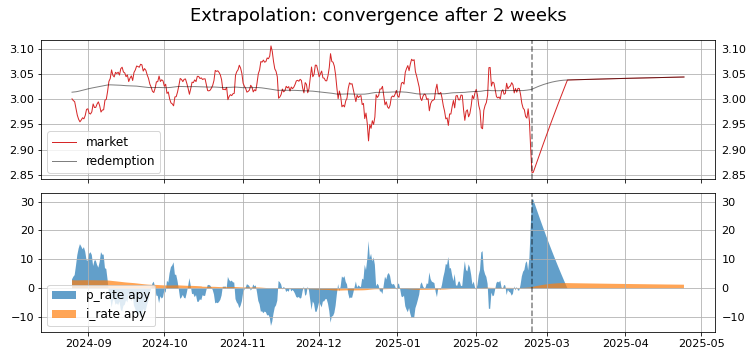 Extrapolation: convergence after 2 weeks
3.10 3.10
3.05 3.05
3.00 3.00
2.95 2.95
2.90 2.90
2.85 2.85
market
redemption
30 30
20 20
10 10
0 0
−10 −10
p_rate apy
i_rate apy
2024-09 2024-10 2024-11 2024-12 2025-01 2025-02 2025-03 2025-04 2025-05